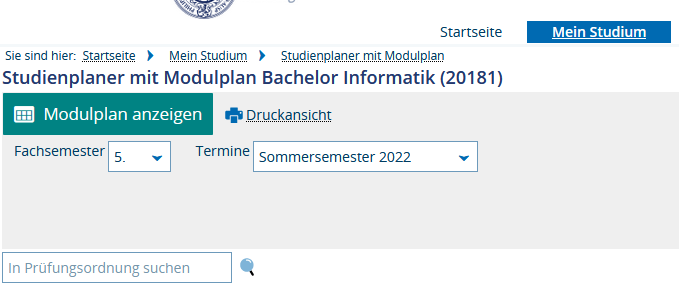 Startseite Mein Studium
Sie sind hier: Startseite Mein Studium Studienplaner mit Modulplan
Studienplaner mit Modulplan Bachelor Informatik (20181)
Modulplan anzeigen Druckansicht
Fachsemester 5. Termine Sommersemester 2022
In Prüfungsordnung suchen